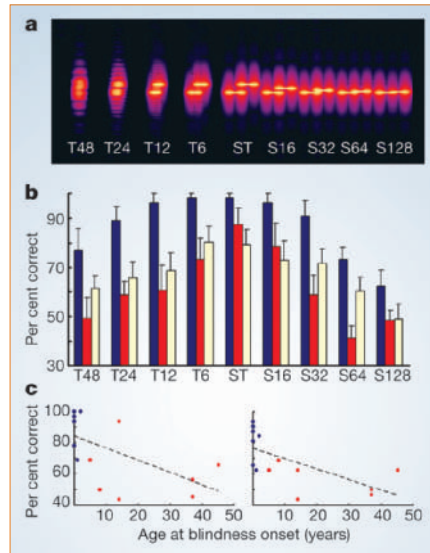 a
T48 T24 T12 T6 ST S16 S32 S64 S128
b
Per cent correct
90
70
50
30
T48 T24 T12 T6 ST S16 S32 S64 S128
c
Per cent correct
100
80
60
40
0 10 20 30 40 50 0 10 20 30 40 50
Age at blindness onset (years)